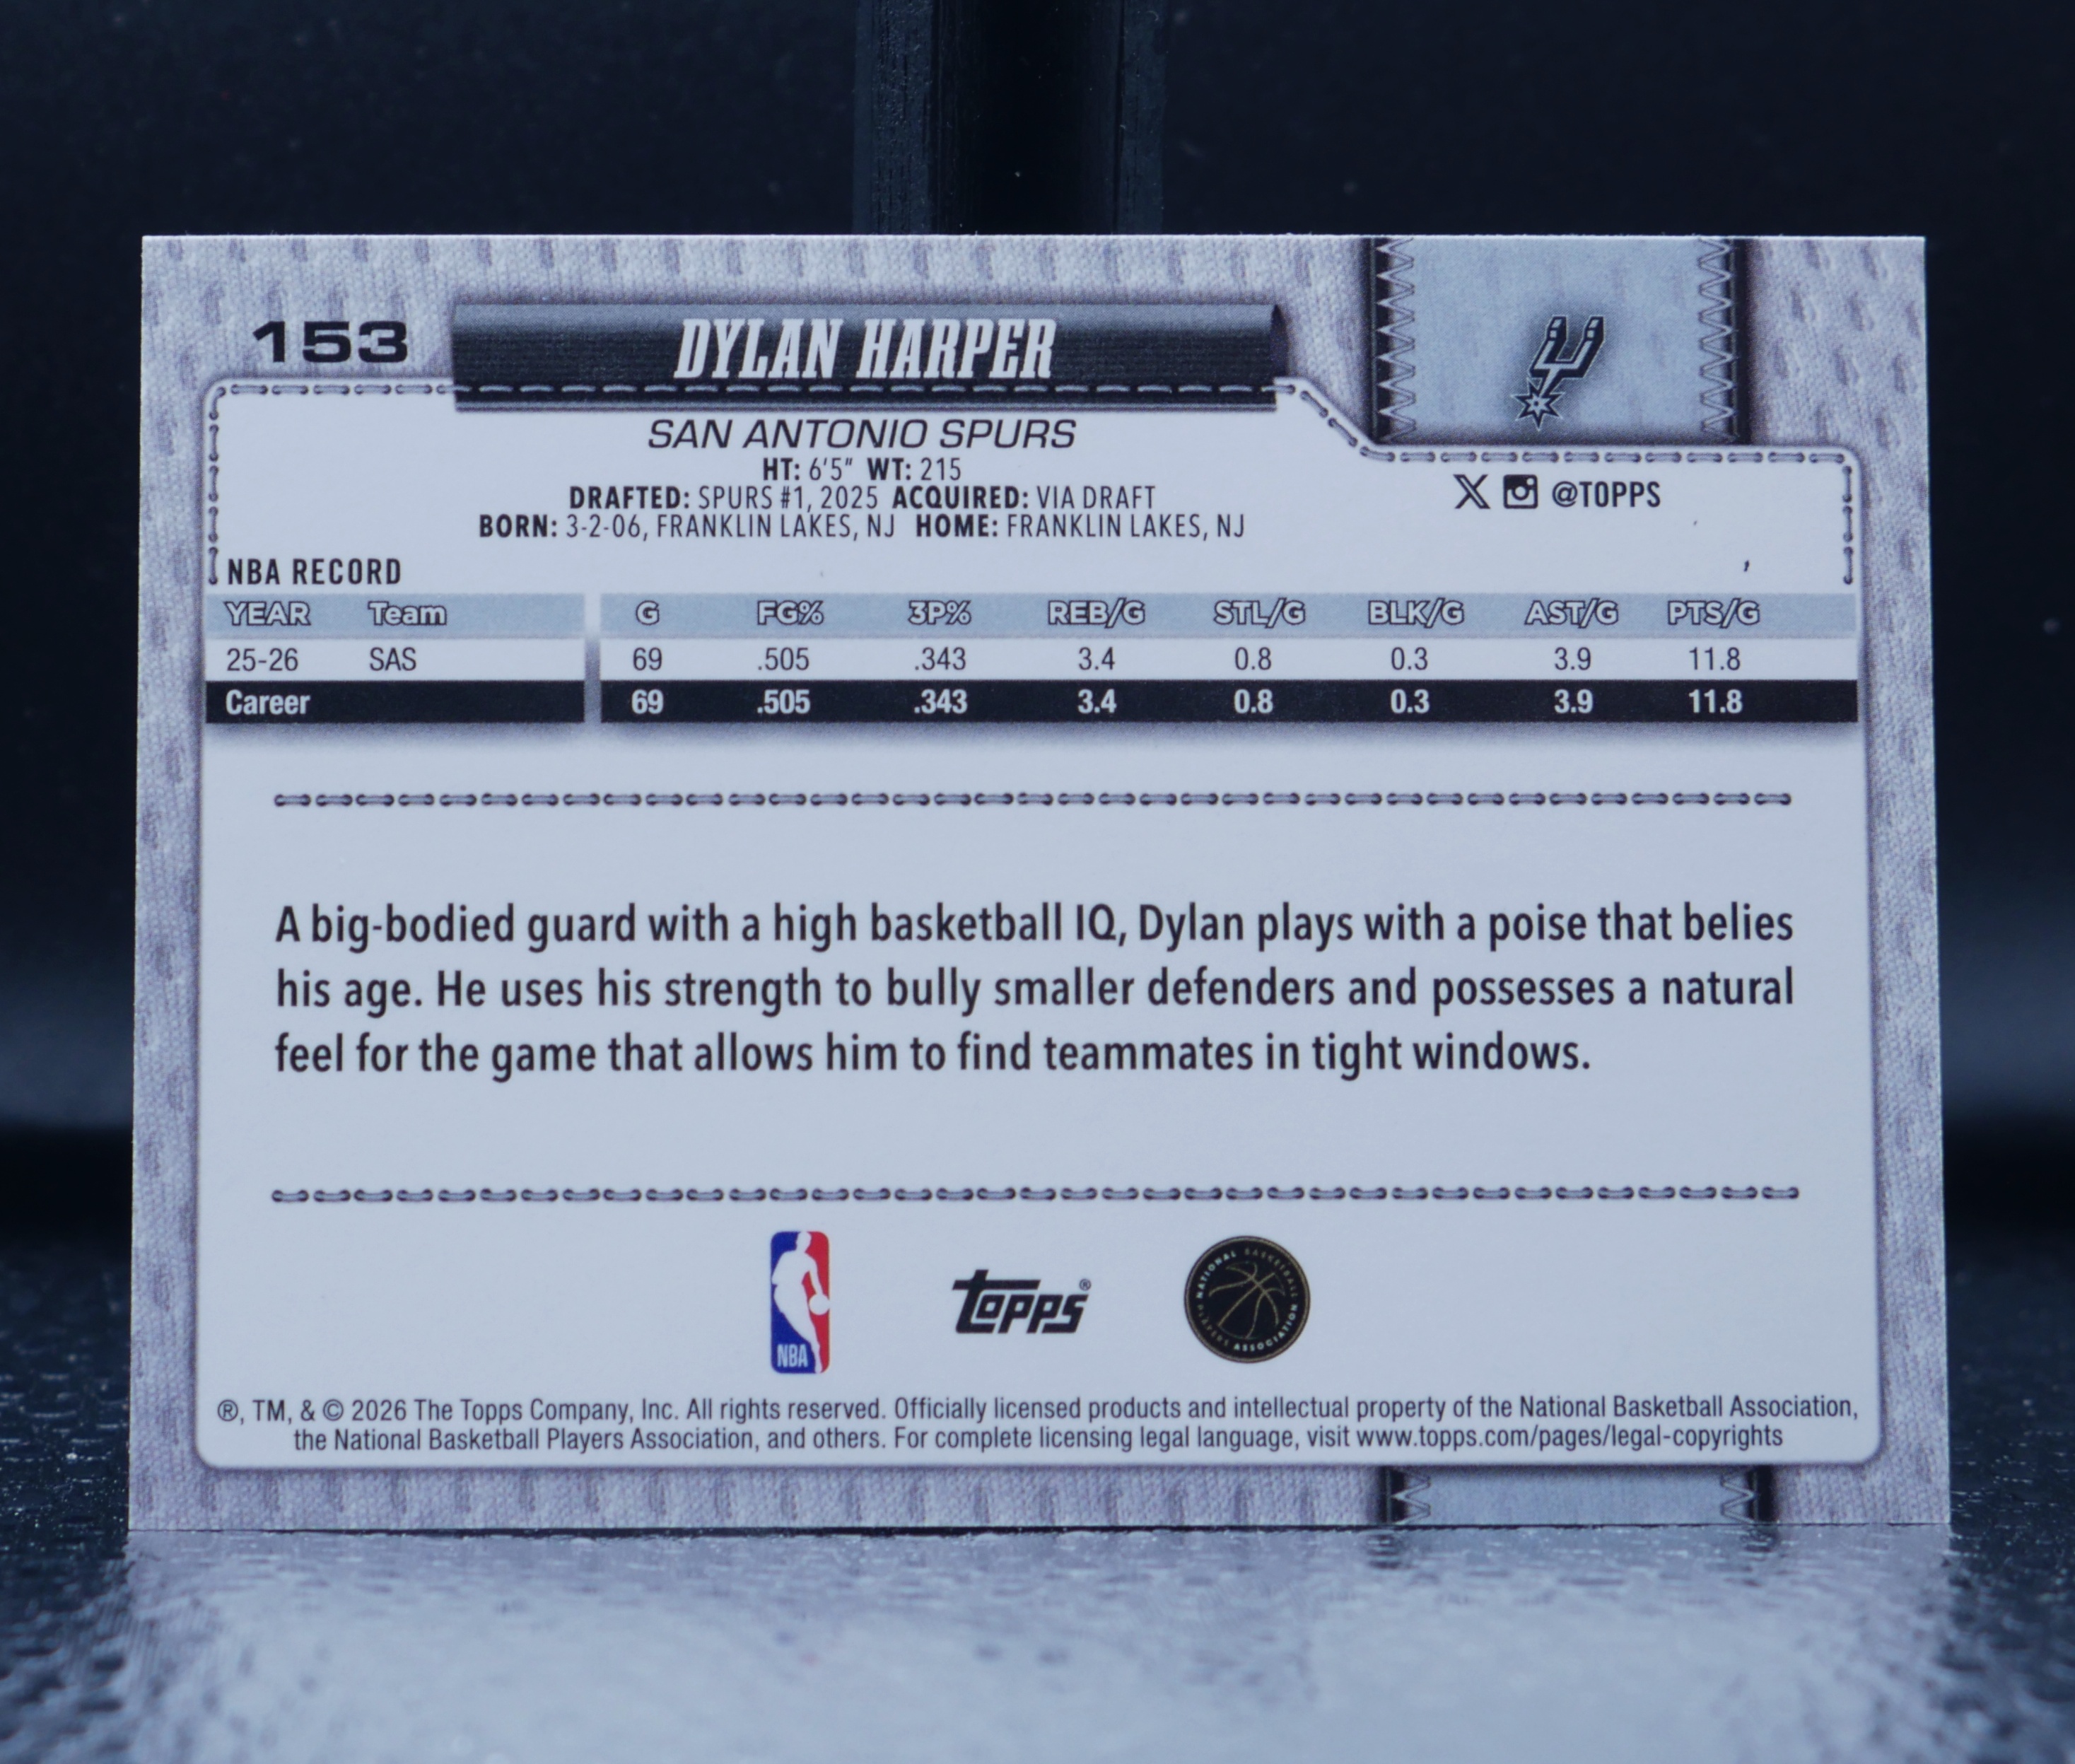 153
DYLAN HARPER
SAN ANTONIO SPURS
HT: 6'5" WT: 215
DRAFTED: SPURS #1, 2025 ACQUIRED: VIA DRAFT
BORN: 3-2-06, FRANKLIN LAKES, NJ HOME: FRANKLIN LAKES, NJ
@TOPPS
NBA RECORD
YEAR Team G FG% 3P% REB/G STL/G BLK/G AST/G PTS/G
25-26 SAS 69 .505 .343 3.4 0.8 0.3 3.9 11.8
Career 69 .505 .343 3.4 0.8 0.3 3.9 11.8
A big-bodied guard with a high basketball IQ, Dylan plays with a poise that belies
his age. He uses his strength to bully smaller defenders and possesses a natural
feel for the game that allows him to find teammates in tight windows.
NBA
topps®
NATIONAL BASKETBALL PLAYERS ASSOCIATION
®, TM, & © 2026 The Topps Company, Inc. All rights reserved. Officially licensed products and intellectual property of the National Basketball Association,
the National Basketball Players Association, and others. For complete licensing legal language, visit www.topps.com/pages/legal-copyrights